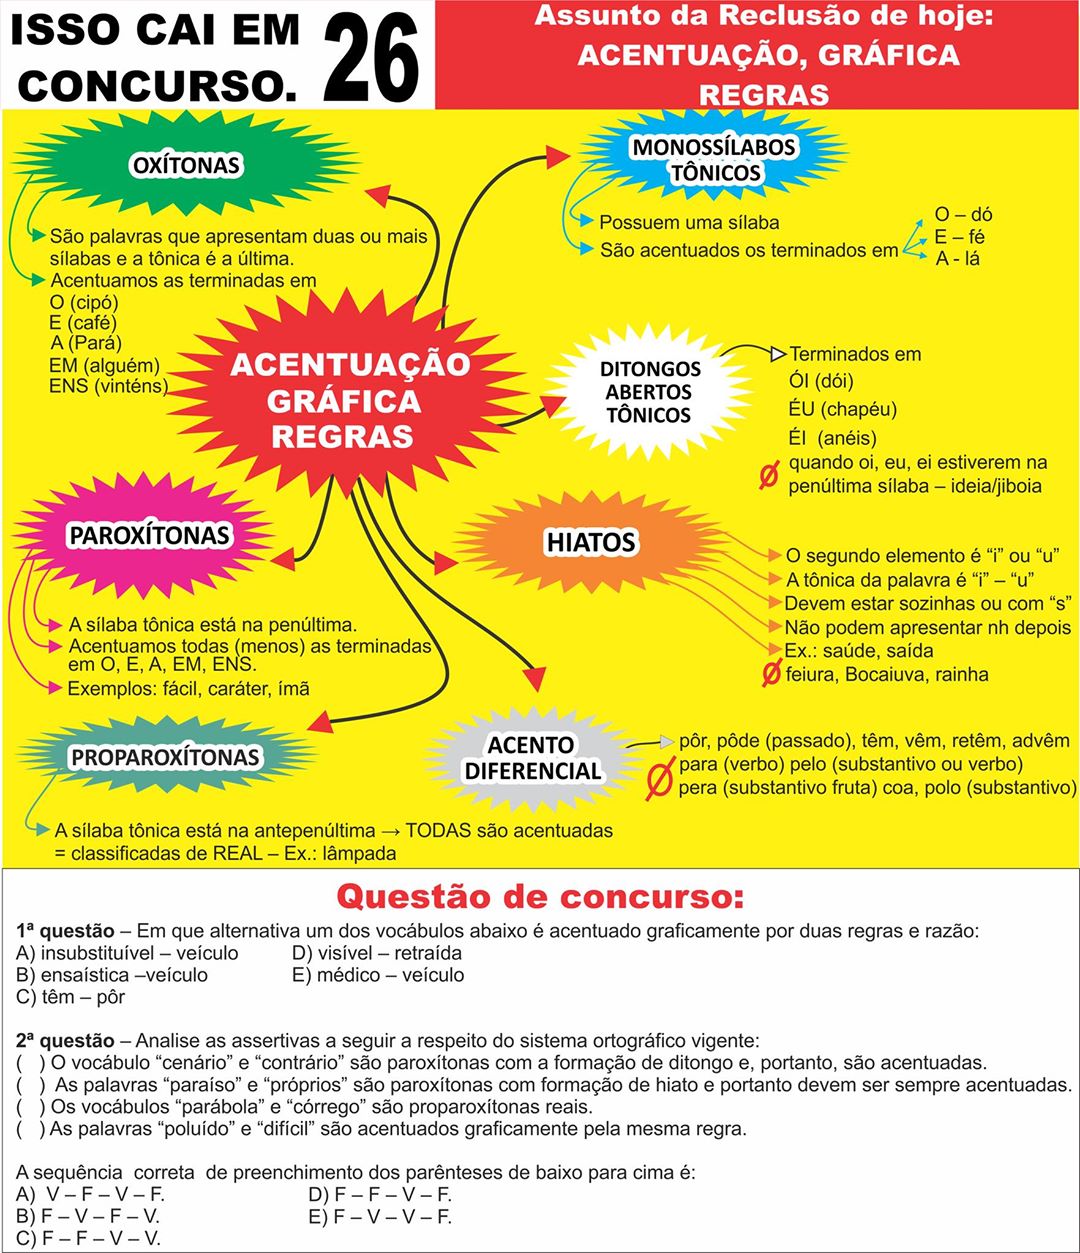 ISSO CAI EM
CONCURSO.
26
Assunto da Reclusão de hoje:
ACENTUAÇÃO, GRÁFICA
REGRAS
OXÍTONAS
São palavras que apresentam duas ou mais
sílabas e a tônica é a última.
Acentuamos as terminadas em
O (cipó)
E (café)
A (Pará)
EM (alguém)
ENS (vinténs)
MONOSSÍLABOS
TÔNICOS
Possuem uma sílaba
São acentuados os terminados em
O – dó
E – fé
A - lá
ACENTUAÇÃO
GRÁFICA
REGRAS
DITONGOS
ABERTOS
TÔNICOS
Terminados em
ÓI (dói)
ÉU (chapéu)
ÉI (anéis)
quando oi, eu, ei estiverem na
penúltima sílaba – ideia/jiboia
PAROXÍTONAS
A sílaba tônica está na penúltima.
Acentuamos todas (menos) as terminadas
em O, E, A, EM, ENS.
Exemplos: fácil, caráter, ímã
HIATOS
O segundo elemento é “i” ou “u”
A tônica da palavra é “i” – “u”
Devem estar sozinhas ou com “s”
Não podem apresentar nh depois
Ex.: saúde, saída
feiura, Bocaiuva, rainha
PROPAROXÍTONAS
A sílaba tônica está na antepenúltima → TODAS são acentuadas
= classificadas de REAL – Ex.: lâmpada
ACENTO
DIFERENCIAL
pôr, pôde (passado), têm, vêm, retêm, advêm
para (verbo) pelo (substantivo ou verbo)
pera (substantivo fruta) coa, polo (substantivo)
Questão de concurso:
1ª questão – Em que alternativa um dos vocábulos abaixo é acentuado graficamente por duas regras e razão:
A) insubstituível – veículo D) visível – retraída
B) ensaística –veículo E) médico – veículo
C) têm – pôr
2ª questão – Analise as assertivas a seguir a respeito do sistema ortográfico vigente:
( ) O vocábulo “cenário” e “contrário” são paroxítonas com a formação de ditongo e, portanto, são acentuadas.
( ) As palavras “paraíso” e “próprios” são paroxítonas com formação de hiato e portanto devem ser sempre acentuadas.
( ) Os vocábulos “parábola” e “córrego” são proparoxítonas reais.
( ) As palavras “poluído” e “difícil” são acentuados graficamente pela mesma regra.
A sequência correta de preenchimento dos parênteses de baixo para cima é:
A) V – F – V – F. D) F – F – V – F.
B) F – V – F – V. E) F – V – V – F.
C) F – F – V – V.